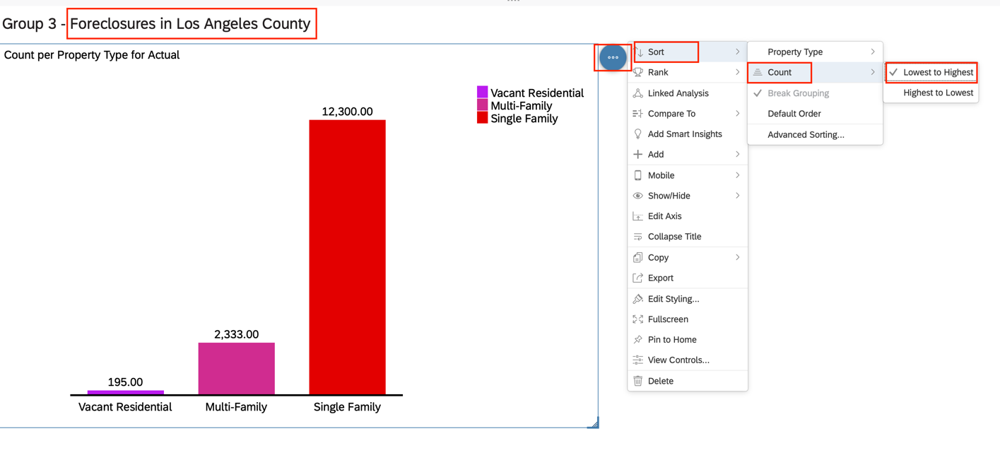 Group 3 - Foreclosures in Los Angeles County
Count per Property Type for Actual
Vacant Residential
Multi-Family
Single Family
12,300.00
2,333.00
195.00
Vacant Residential
Multi-Family
Single Family
Sort
Rank
Linked Analysis
Compare To
Add Smart Insights
Add
Mobile
Show/Hide
Edit Axis
Collapse Title
Copy
Export
Edit Styling...
Fullscreen
Pin to Home
View Controls...
Delete
Property Type
Count
Break Grouping
Default Order
Advanced Sorting...
Lowest to Highest
Highest to Lowest